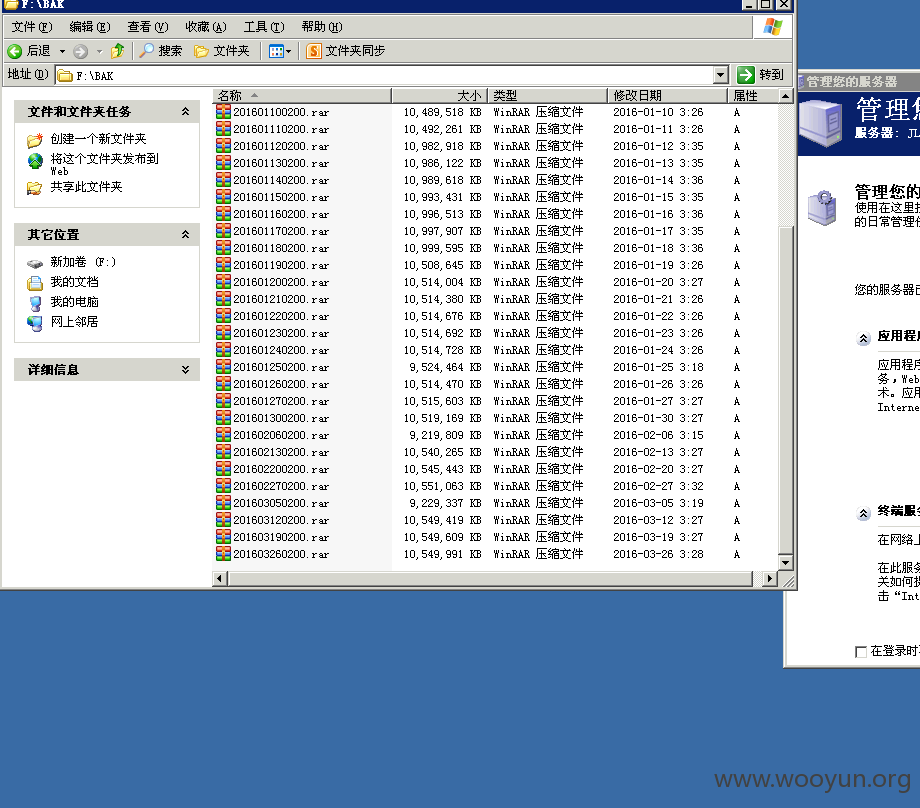 F:\BAK
文件(F) 编辑(E) 查看(V) 收藏(A) 工具(T) 帮助(H)
后退 搜索 文件夹 文件夹同步
地址(D) F:\BAK 转到
文件和文件夹任务
创建一个新文件夹
将这个文件夹发布到
Web
共享此文件夹
其它位置
新加卷 (F:)
我的文档
我的电脑
网上邻居
详细信息
名称 大小 类型 修改日期 属性
201601100200.rar 10,489,518 KB WinRAR 压缩文件 2016-01-10 3:26 A
201601110200.rar 10,492,261 KB WinRAR 压缩文件 2016-01-11 3:26 A
201601120200.rar 10,982,918 KB WinRAR 压缩文件 2016-01-12 3:35 A
201601130200.rar 10,986,122 KB WinRAR 压缩文件 2016-01-13 3:35 A
201601140200.rar 10,989,618 KB WinRAR 压缩文件 2016-01-14 3:36 A
201601150200.rar 10,993,431 KB WinRAR 压缩文件 2016-01-15 3:35 A
201601160200.rar 10,996,513 KB WinRAR 压缩文件 2016-01-16 3:36 A
201601170200.rar 10,997,907 KB WinRAR 压缩文件 2016-01-17 3:35 A
201601180200.rar 10,999,595 KB WinRAR 压缩文件 2016-01-18 3:36 A
201601190200.rar 10,508,645 KB WinRAR 压缩文件 2016-01-19 3:26 A
201601200200.rar 10,514,004 KB WinRAR 压缩文件 2016-01-20 3:27 A
201601210200.rar 10,514,380 KB WinRAR 压缩文件 2016-01-21 3:26 A
201601220200.rar 10,514,676 KB WinRAR 压缩文件 2016-01-22 3:26 A
201601230200.rar 10,514,692 KB WinRAR 压缩文件 2016-01-23 3:26 A
201601240200.rar 10,514,728 KB WinRAR 压缩文件 2016-01-24 3:26 A
201601250200.rar 9,524,464 KB WinRAR 压缩文件 2016-01-25 3:18 A
201601260200.rar 10,514,470 KB WinRAR 压缩文件 2016-01-26 3:26 A
201601270200.rar 10,515,603 KB WinRAR 压缩文件 2016-01-27 3:27 A
201601300200.rar 10,519,169 KB WinRAR 压缩文件 2016-01-30 3:27 A
201602060200.rar 9,219,809 KB WinRAR 压缩文件 2016-02-06 3:15 A
201602130200.rar 10,540,265 KB WinRAR 压缩文件 2016-02-13 3:27 A
201602200200.rar 10,545,443 KB WinRAR 压缩文件 2016-02-20 3:27 A
201602270200.rar 10,551,063 KB WinRAR 压缩文件 2016-02-27 3:32 A
201603050200.rar 9,229,337 KB WinRAR 压缩文件 2016-03-05 3:19 A
201603120200.rar 10,549,419 KB WinRAR 压缩文件 2016-03-12 3:27 A
201603190200.rar 10,549,609 KB WinRAR 压缩文件 2016-03-19 3:27 A
201603260200.rar 10,549,991 KB WinRAR 压缩文件 2016-03-26 3:28 A
管理您的服务器
管理
服务器: JL
管理您的
使用在这里
的日常管理
您的服务器
应用程
应用程序
务，Web
术。应用
Interne
终端服
在网络上
在此服务
关如何
击“Int
在登录时
www.wooyun.org